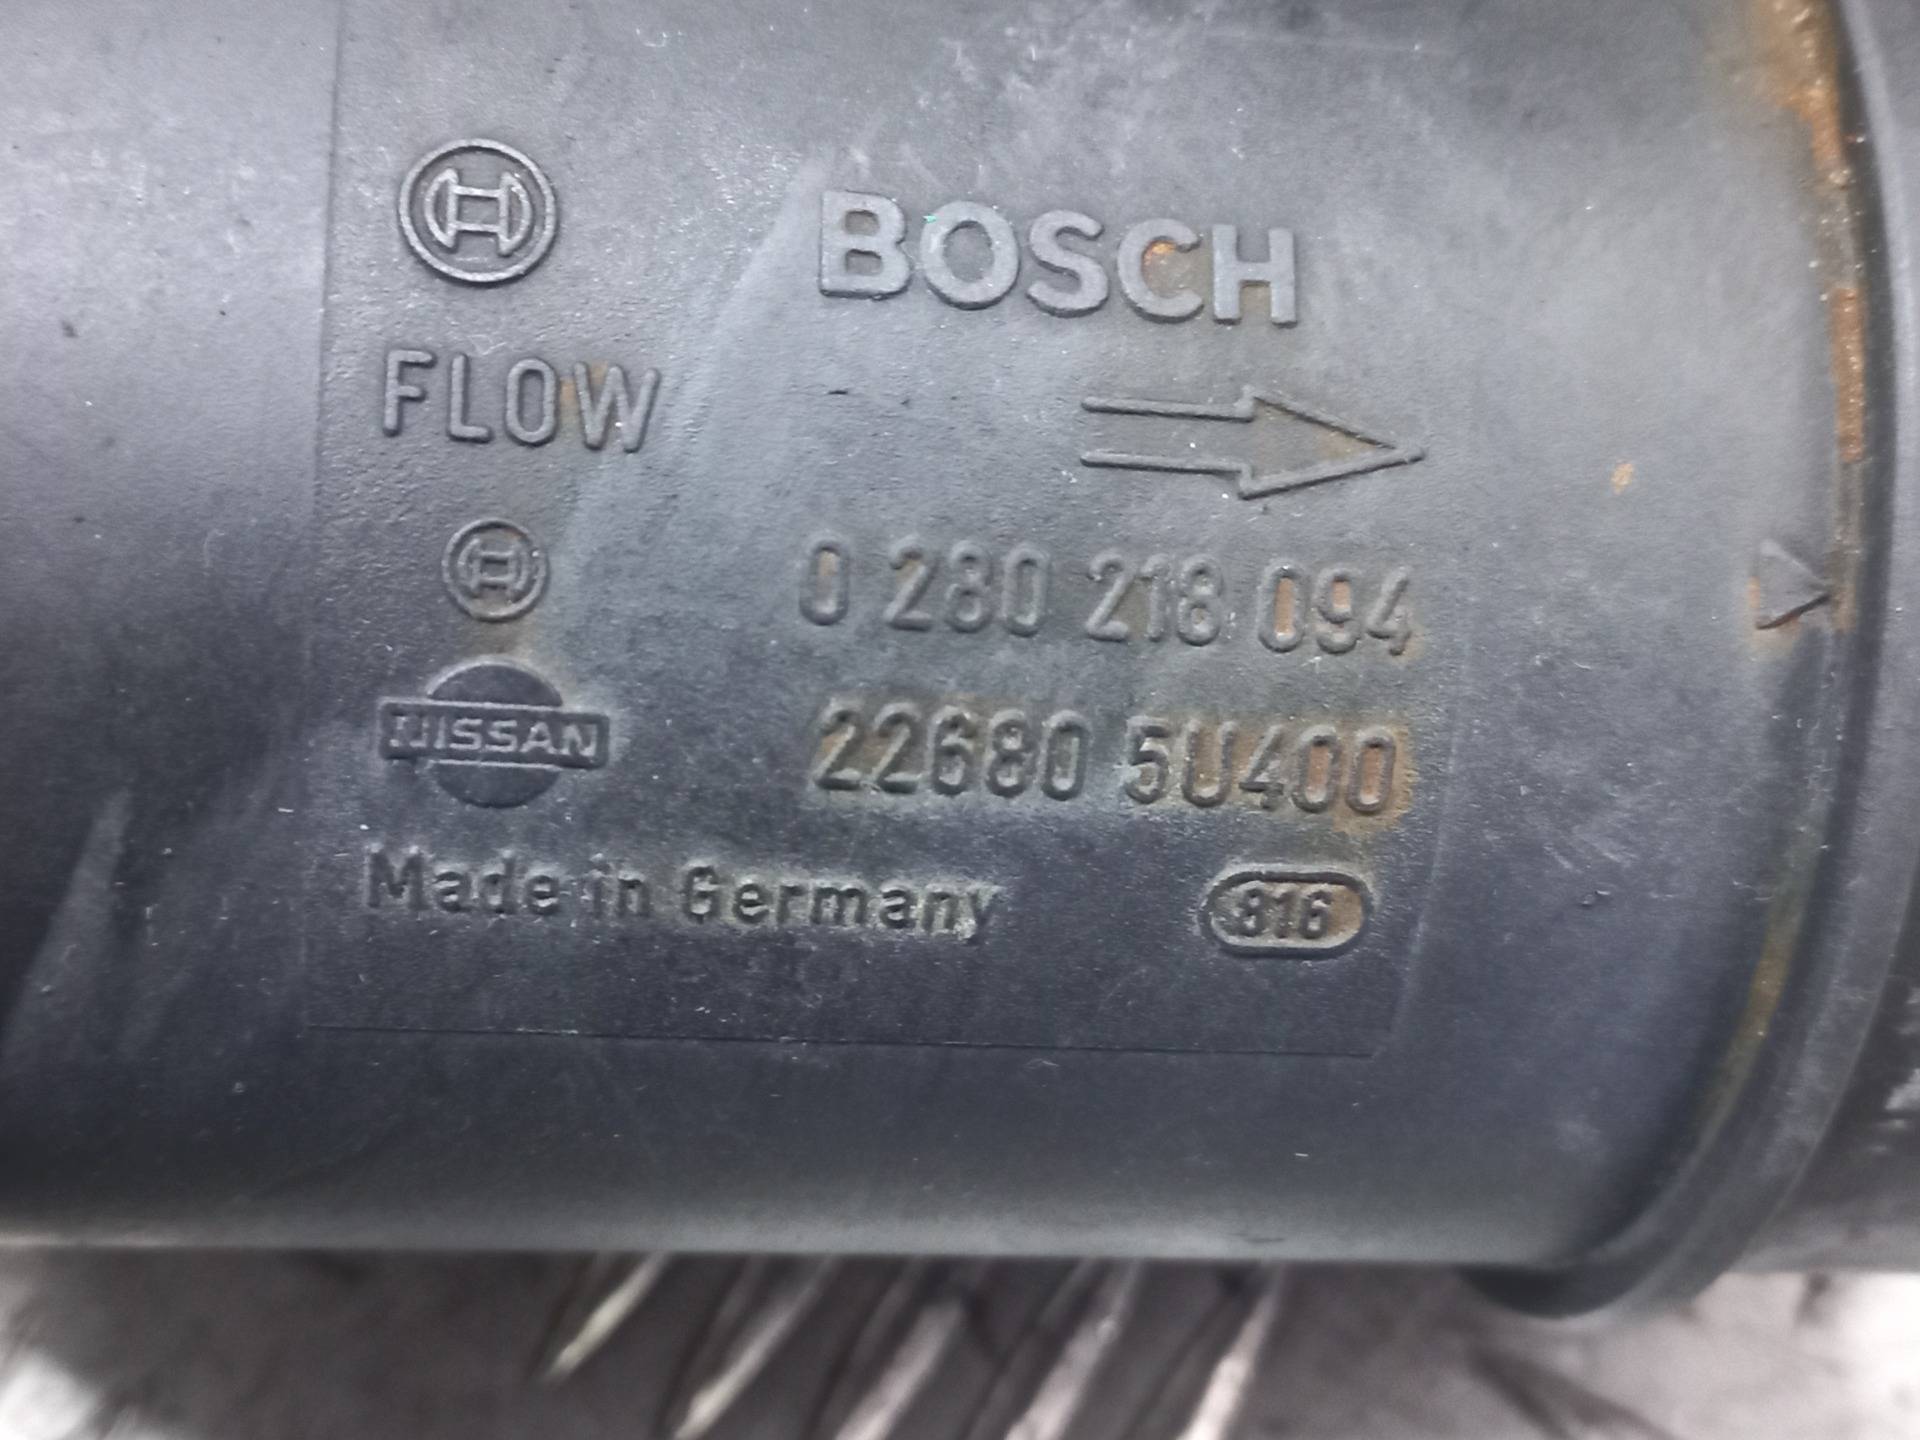 BOSCH
FLOW
0 280 218 094
NISSAN 22680 5U400
Made in Germany 816